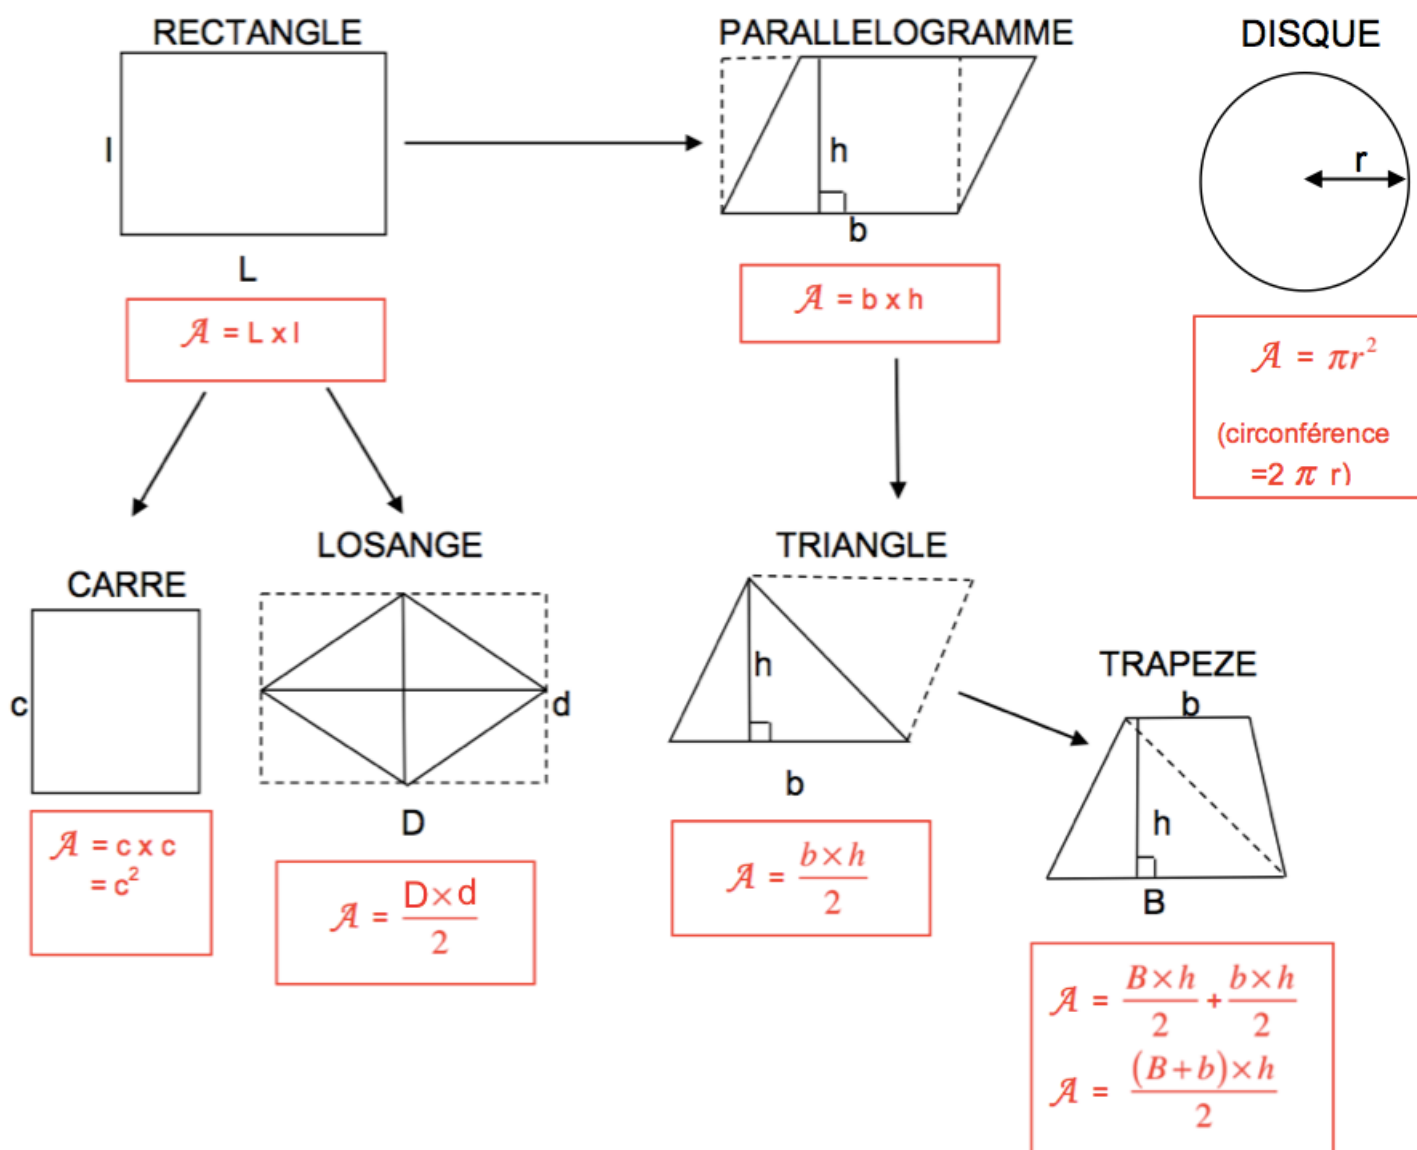 RECTANGLE
l
L
𝒜 = L x l
PARALLELOGRAMME
h
b
𝒜 = b x h
DISQUE
r
𝒜 = πr²
(circonférence
=2 π r)
CARRE
c
𝒜 = c x c
= c²
LOSANGE
d
D
𝒜 = D×d / 2
TRIANGLE
h
b
𝒜 = b×h / 2
TRAPEZE
b
h
B
𝒜 = B×h / 2 + b×h / 2
𝒜 = (B+b)×h / 2